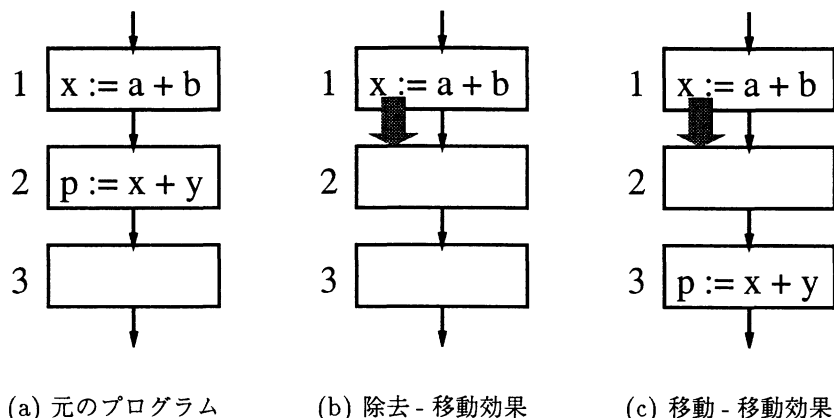 1 x := a + b
2 p := x + y
3
(a) 元のプログラム
1 x := a + b
2
3
(b) 除去 - 移動効果
1 x := a + b
2
3 p := x + y
(c) 移動 - 移動効果